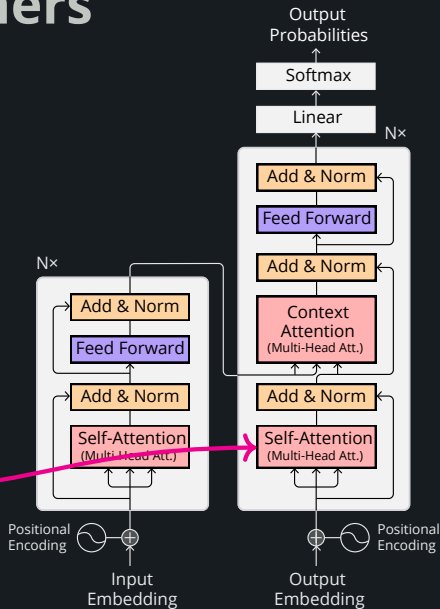 Output
Probabilities
Softmax
Linear
N×
Add & Norm
Feed Forward
Add & Norm
Context
Attention
(Multi-Head Att.)
Add & Norm
Self-Attention
(Multi-Head Att.)
Positional
Encoding
Output
Embedding
N×
Add & Norm
Feed Forward
Add & Norm
Self-Attention
(Multi-Head Att.)
Positional
Encoding
Input
Embedding